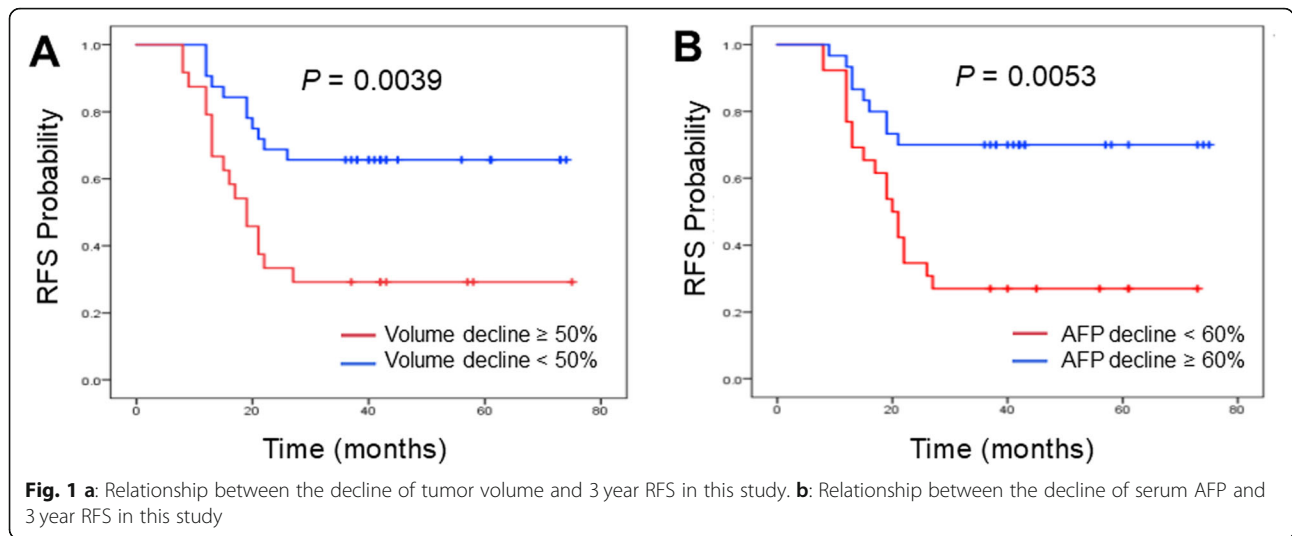 A
P = 0.0039
RFS Probability
1.0
0.8
0.6
0.4
0.2
0.0
Volume decline ≥ 50%
Volume decline < 50%
0 20 40 60 80
Time (months)
B
P = 0.0053
RFS Probability
1.0
0.8
0.6
0.4
0.2
0.0
AFP decline < 60%
AFP decline ≥ 60%
0 20 40 60 80
Time (months)
Fig. 1 a: Relationship between the decline of tumor volume and 3 year RFS in this study. b: Relationship between the decline of serum AFP and
3 year RFS in this study